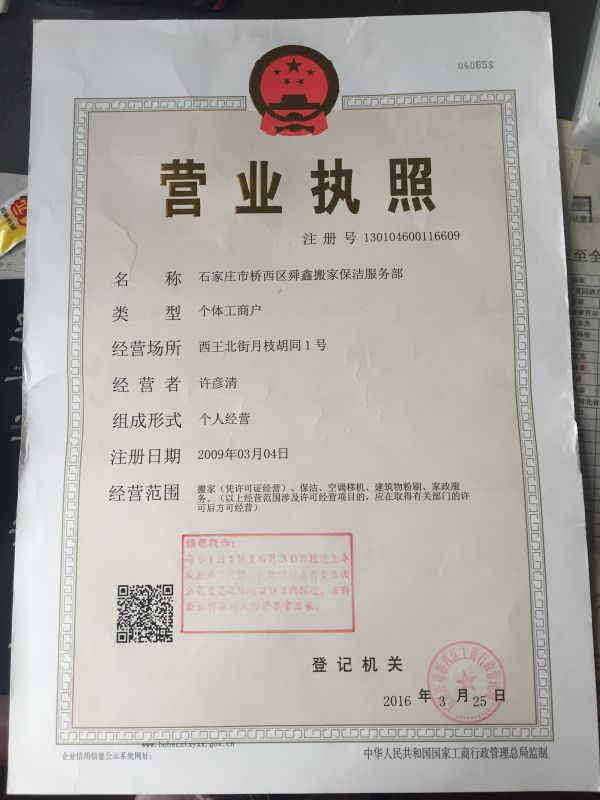 040658
营业执照
注册号 130104600116609
名称 石家庄市桥西区舜鑫搬家保洁服务部
类型 个体工商户
经营场所 西王北街月枝胡同1号
经营者 许彦清
组成形式 个人经营
注册日期 2009年03月04日
经营范围 搬家（凭许可证经营）、保洁、空调移机、建筑物粉刷、家政服
务。（以上经营范围涉及许可经营项目的，应在取得有关部门的许
可后方可经营）
温馨提示：
登记机关
2016年3月25日
www.hebscztxyxx.gov.cn
企业信用信息公示系统网址：
中华人民共和国国家工商行政管理总局监制